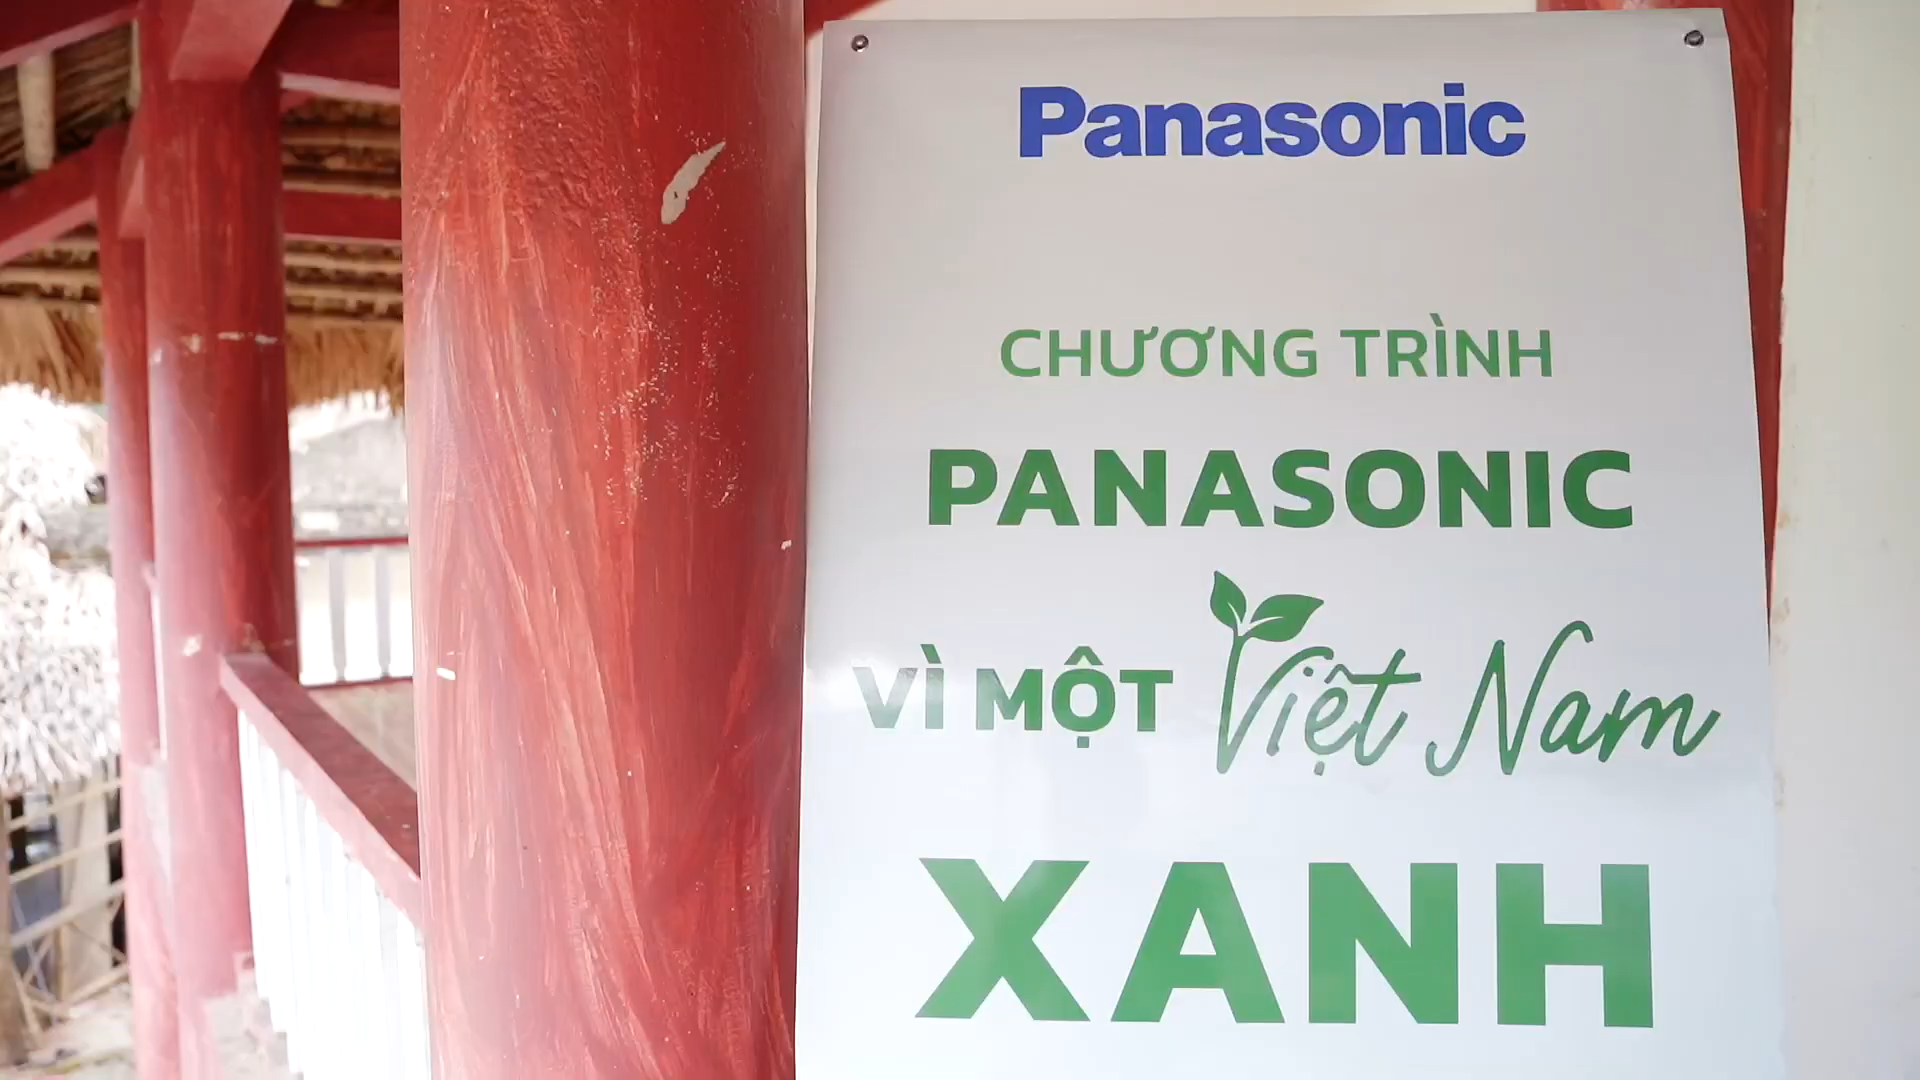 Panasonic
CHƯƠNG TRÌNH
PANASONIC
VÌ MỘT Việt Nam
XANH